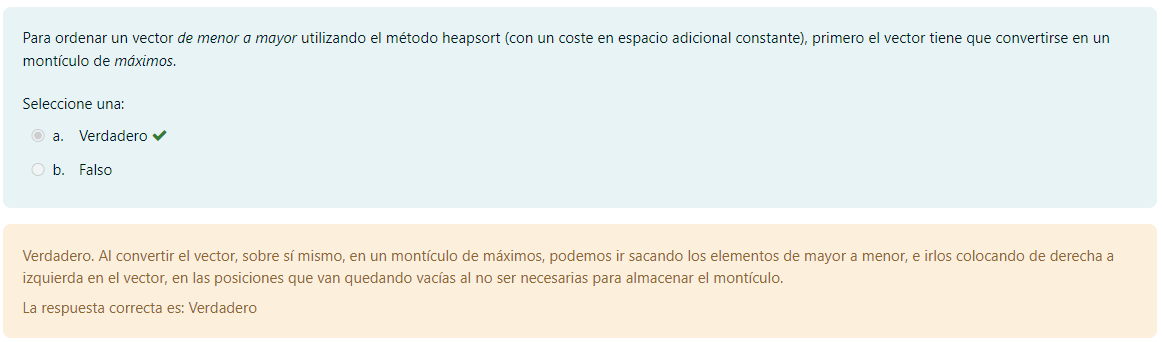 Para ordenar un vector de menor a mayor utilizando el método heapsort (con un coste en espacio adicional constante), primero el vector tiene que convertirse en un
montículo de máximos.
Seleccione una:
a. Verdadero
b. Falso
Verdadero. Al convertir el vector, sobre sí mismo, en un montículo de máximos, podemos ir sacando los elementos de mayor a menor, e irlos colocando de derecha a
izquierda en el vector, en las posiciones que van quedando vacías al no ser necesarias para almacenar el montículo.
La respuesta correcta es: Verdadero